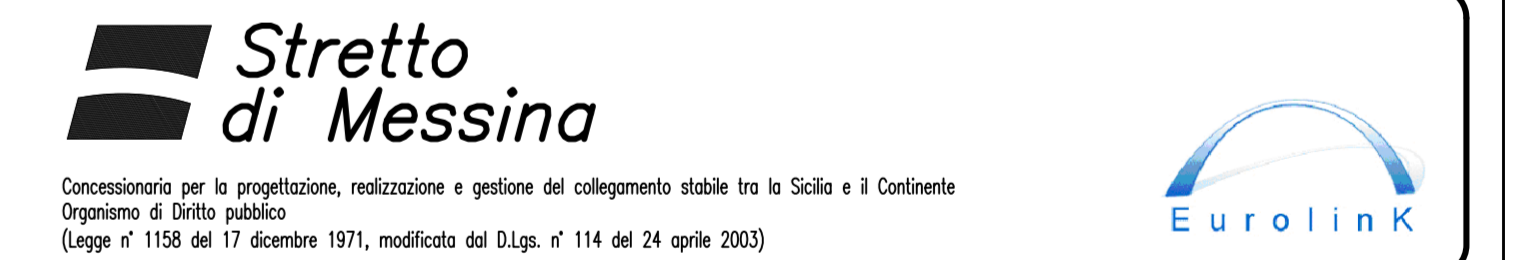 Stretto
di Messina
Concessionaria per la progettazione, realizzazione e gestione del collegamento stabile tra la Sicilia e il Continente
Organismo di Diritto pubblico
(Legge n° 1158 del 17 dicembre 1971, modificata dal D.Lgs. n° 114 del 24 aprile 2003)
EurolinK